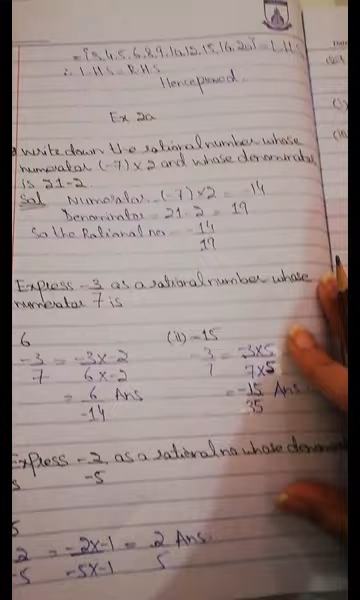 = {3,4,5,6,8,9,10,12,15,16,20} = L.H.S
∴ L.H.S = R.H.S
Hence proved.
Ex 2a
Write down the rational number whose
numerator (-7) × 2 and whose denominator
is 21-2.
Sol Numerator (-7) × 2 = -14
Denominator = 21-2 = 19
So the Rational no = -14/19
Express -3/7 as a rational number whose
numerator is
6 (ii) -15
-3/7 = -3×-2/6×-2 -3/7 = -3×5/7×5
= 6/-14 Ans = -15/35 Ans
Express -2/-5 as a rational no whose
5
-2/-5 = -2×-1/-5×-1 = 2/5 Ans.